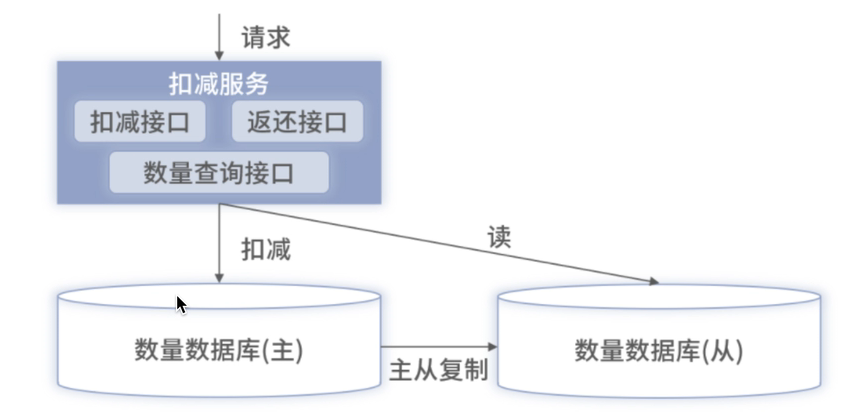 请求
扣减服务
扣减接口
返还接口
数量查询接口
扣减
读
数量数据库(主)
主从复制
数量数据库(从)